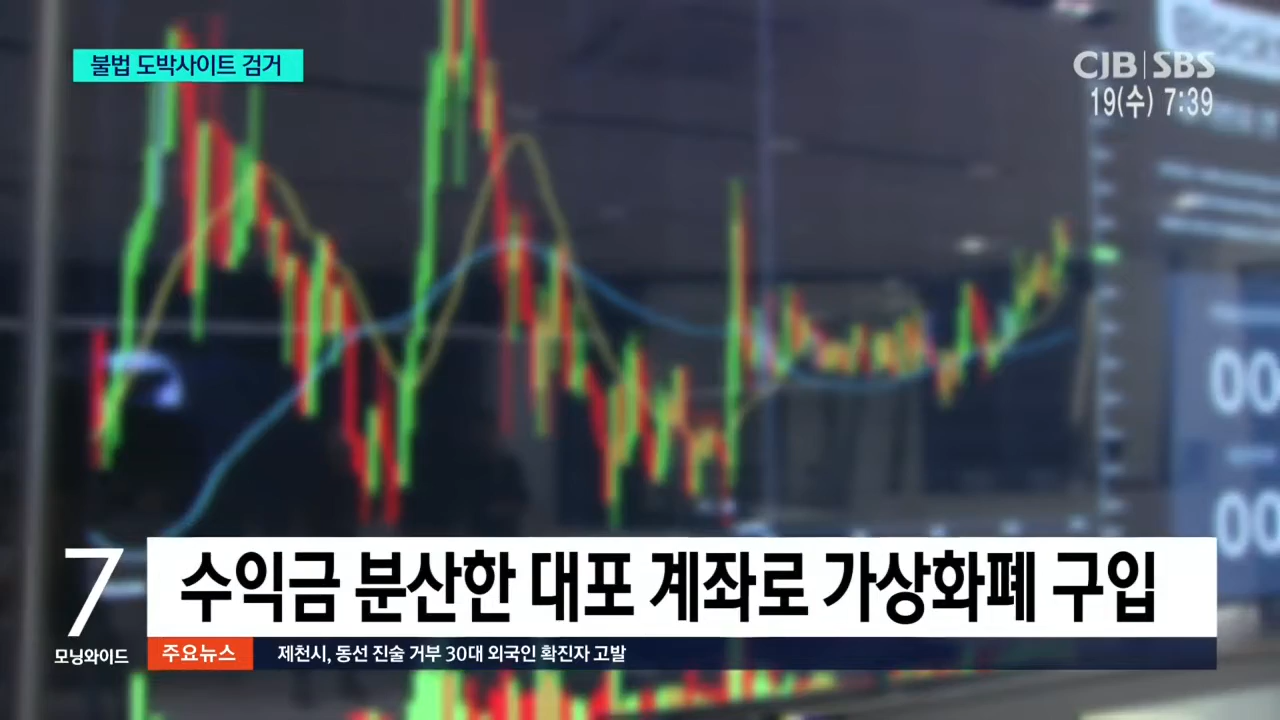 불법 도박사이트 검거
CJB SBS
19(수) 7:39
00
00
7 수익금 분산한 대포 계좌로 가상화폐 구입
모닝와이드 주요뉴스 제천시, 동선 진술 거부 30대 외국인 확진자 고발